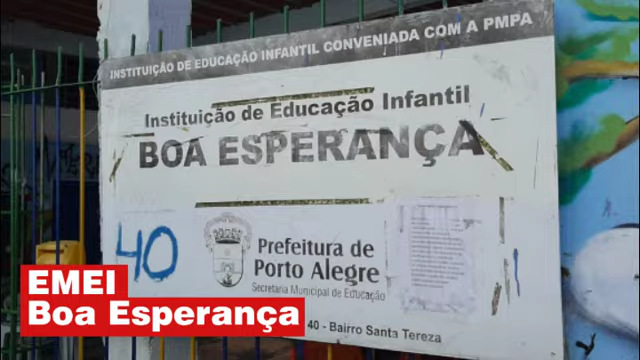 INSTITUIÇÃO DE EDUCAÇÃO INFANTIL CONVENIADA COM A PMPA
Instituição de Educação Infantil
BOA ESPERANÇA
40
Prefeitura de
Porto Alegre
Secretaria Municipal de Educação
40 - Bairro Santa Tereza
EMEI
Boa Esperança